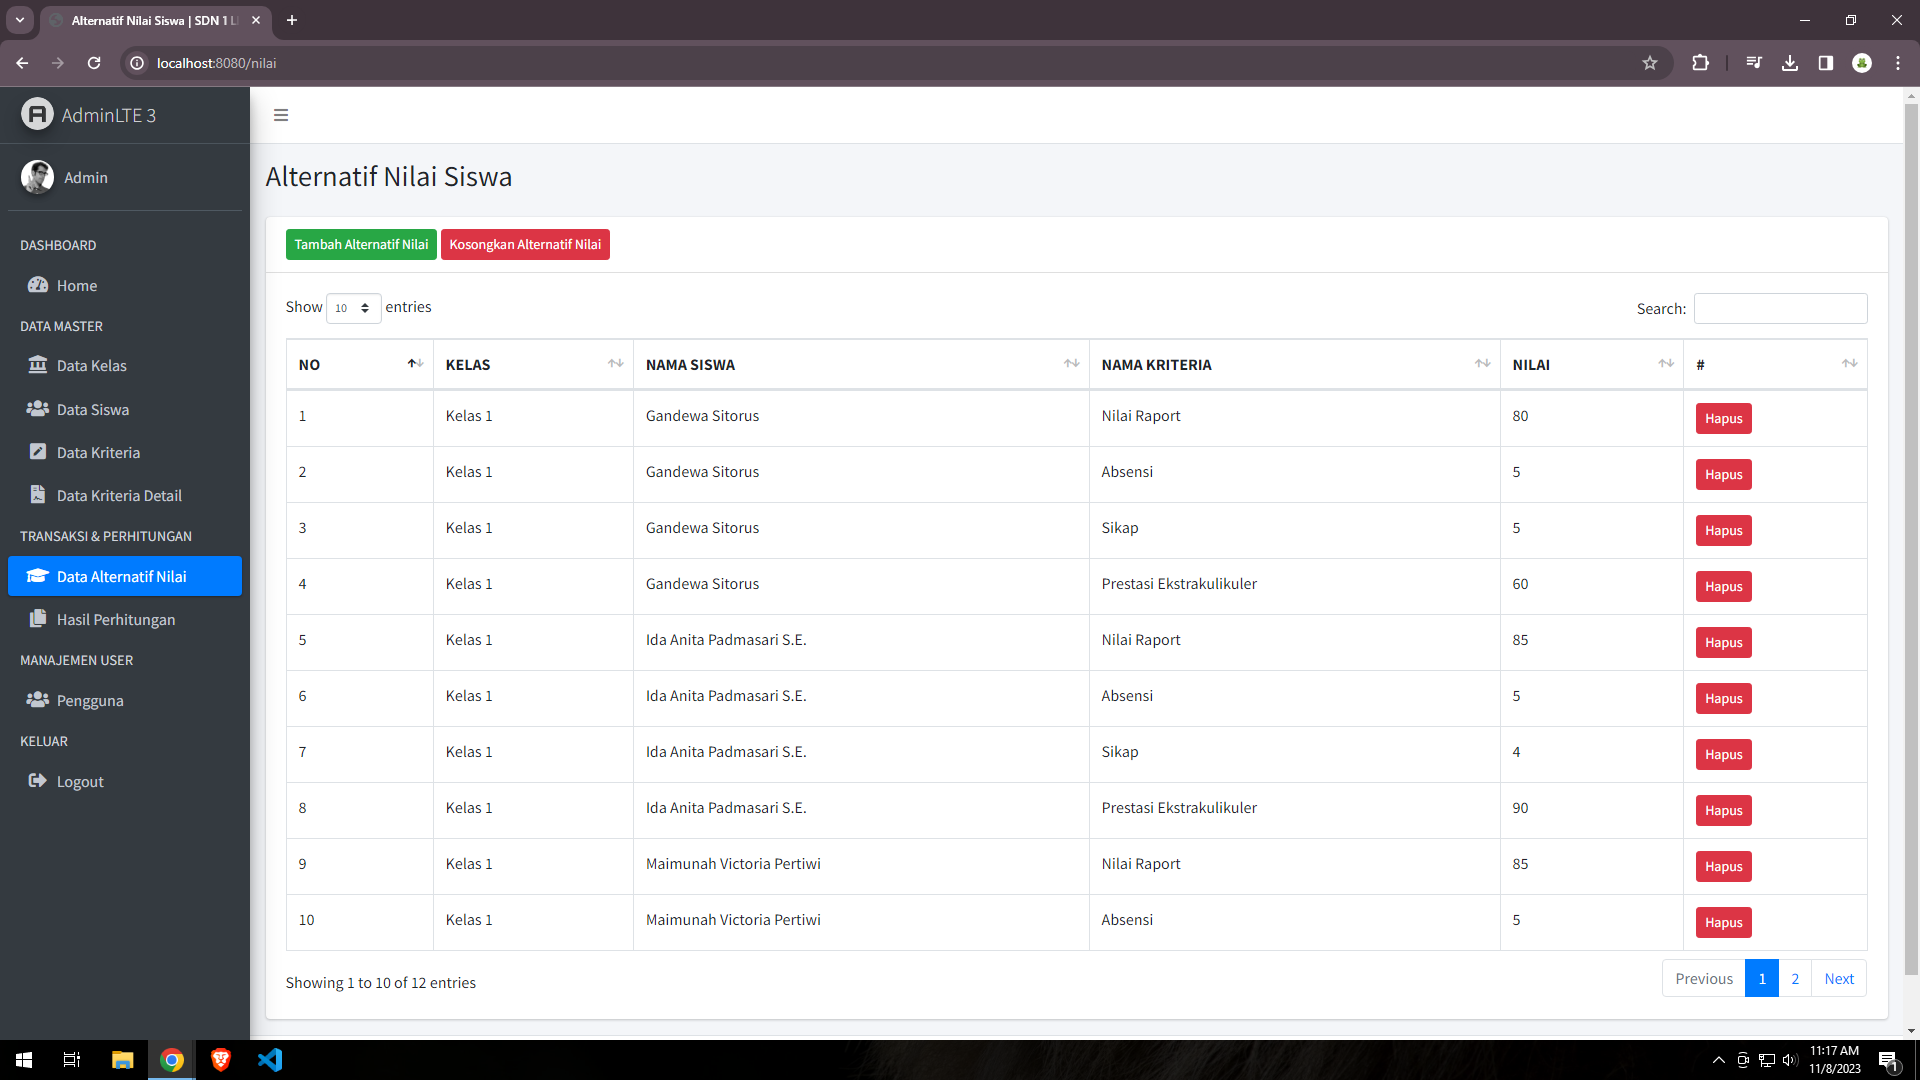 Alternatif Nilai Siswa | SDN 1 L
localhost:8080/nilai
AdminLTE 3
Admin
DASHBOARD
Home
DATA MASTER
Data Kelas
Data Siswa
Data Kriteria
Data Kriteria Detail
TRANSAKSI & PERHITUNGAN
Data Alternatif Nilai
Hasil Perhitungan
MANAJEMEN USER
Pengguna
KELUAR
Logout
Alternatif Nilai Siswa
Tambah Alternatif Nilai Kosongkan Alternatif Nilai
Show 10 entries Search:
NO KELAS NAMA SISWA NAMA KRITERIA NILAI #
1 Kelas 1 Gandewa Sitorus Nilai Raport 80 Hapus
2 Kelas 1 Gandewa Sitorus Absensi 5 Hapus
3 Kelas 1 Gandewa Sitorus Sikap 5 Hapus
4 Kelas 1 Gandewa Sitorus Prestasi Ekstrakulikuler 60 Hapus
5 Kelas 1 Ida Anita Padmasari S.E. Nilai Raport 85 Hapus
6 Kelas 1 Ida Anita Padmasari S.E. Absensi 5 Hapus
7 Kelas 1 Ida Anita Padmasari S.E. Sikap 4 Hapus
8 Kelas 1 Ida Anita Padmasari S.E. Prestasi Ekstrakulikuler 90 Hapus
9 Kelas 1 Maimunah Victoria Pertiwi Nilai Raport 85 Hapus
10 Kelas 1 Maimunah Victoria Pertiwi Absensi 5 Hapus
Showing 1 to 10 of 12 entries Previous 1 2 Next
11:17 AM
11/8/2023
1